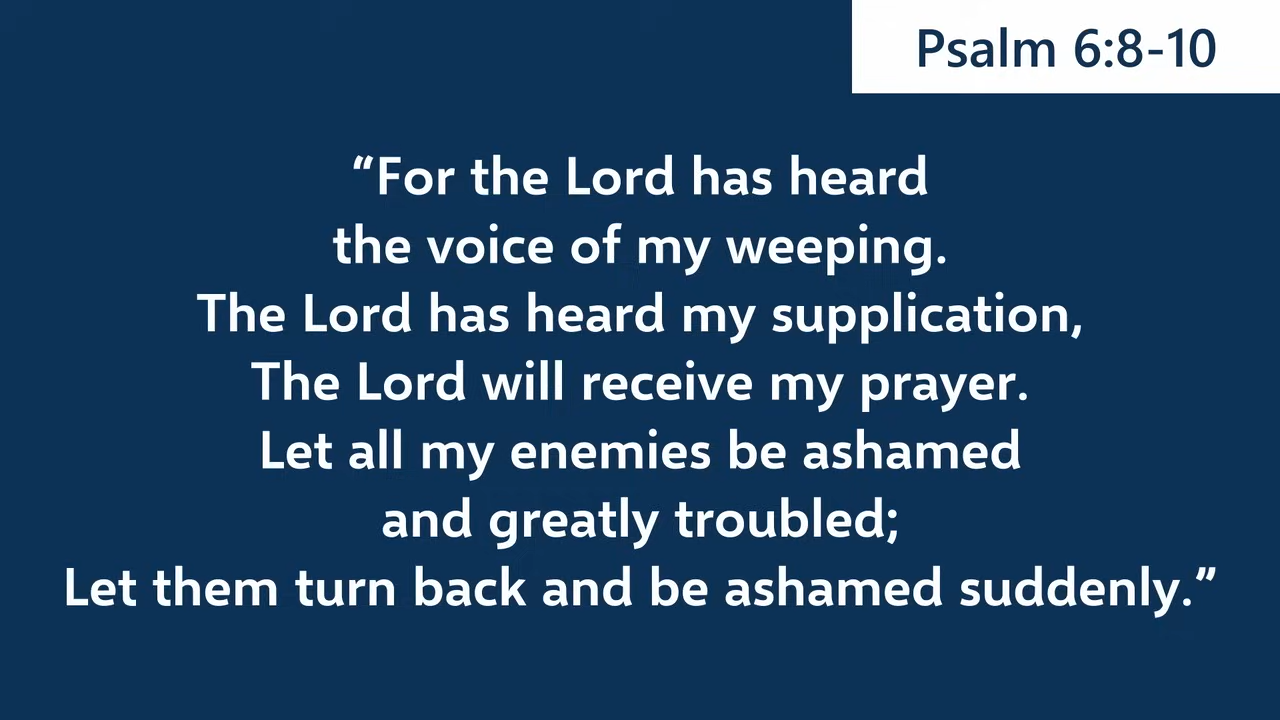 Psalm 6:8-10
“For the Lord has heard
the voice of my weeping.
The Lord has heard my supplication,
The Lord will receive my prayer.
Let all my enemies be ashamed
and greatly troubled;
Let them turn back and be ashamed suddenly.”